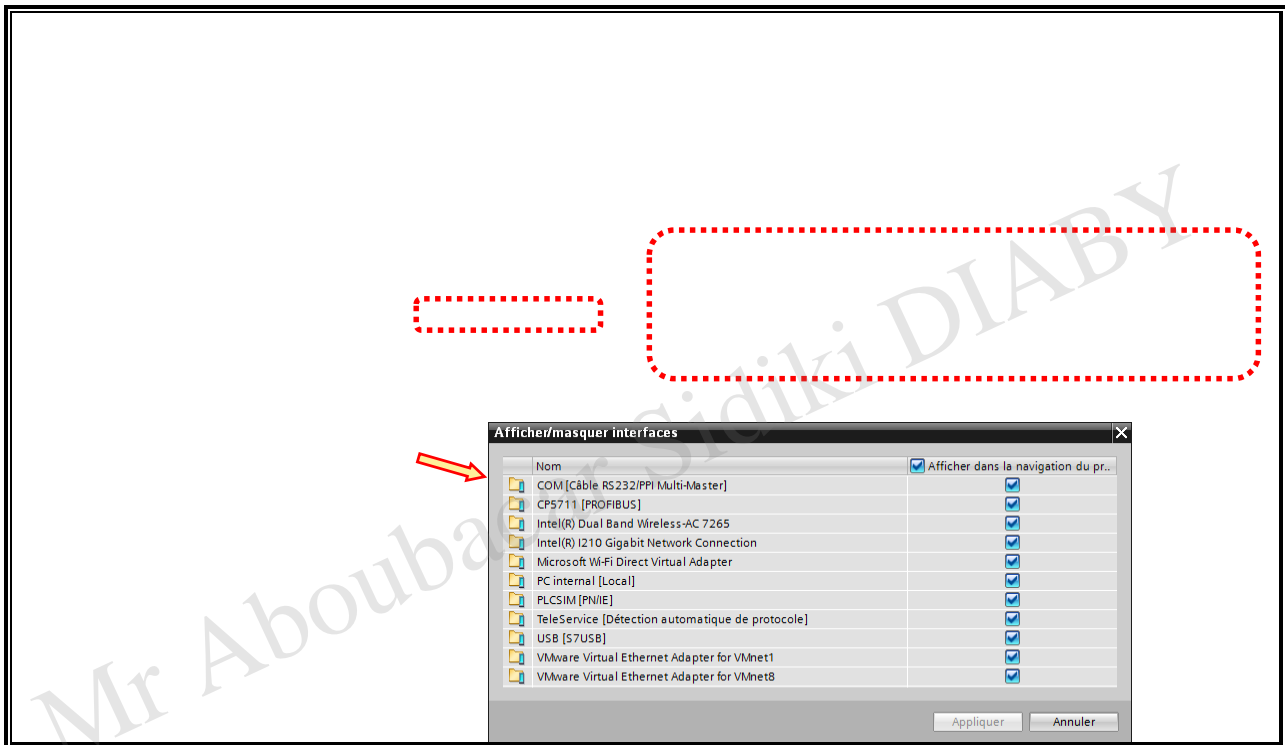 Afficher/masquer interfaces
Nom
Afficher dans la navigation du pr..
COM [Câble RS232/PPI Multi-Master]
CP5711 [PROFIBUS]
Intel(R) Dual Band Wireless-AC 7265
Intel(R) I210 Gigabit Network Connection
Microsoft Wi-Fi Direct Virtual Adapter
PC internal [Local]
PLCSIM [PN/IE]
TeleService [Détection automatique de protocole]
USB [S7USB]
VMware Virtual Ethernet Adapter for VMnet1
VMware Virtual Ethernet Adapter for VMnet8
Appliquer
Annuler
Mr Aboubacar Sidiki DIABY